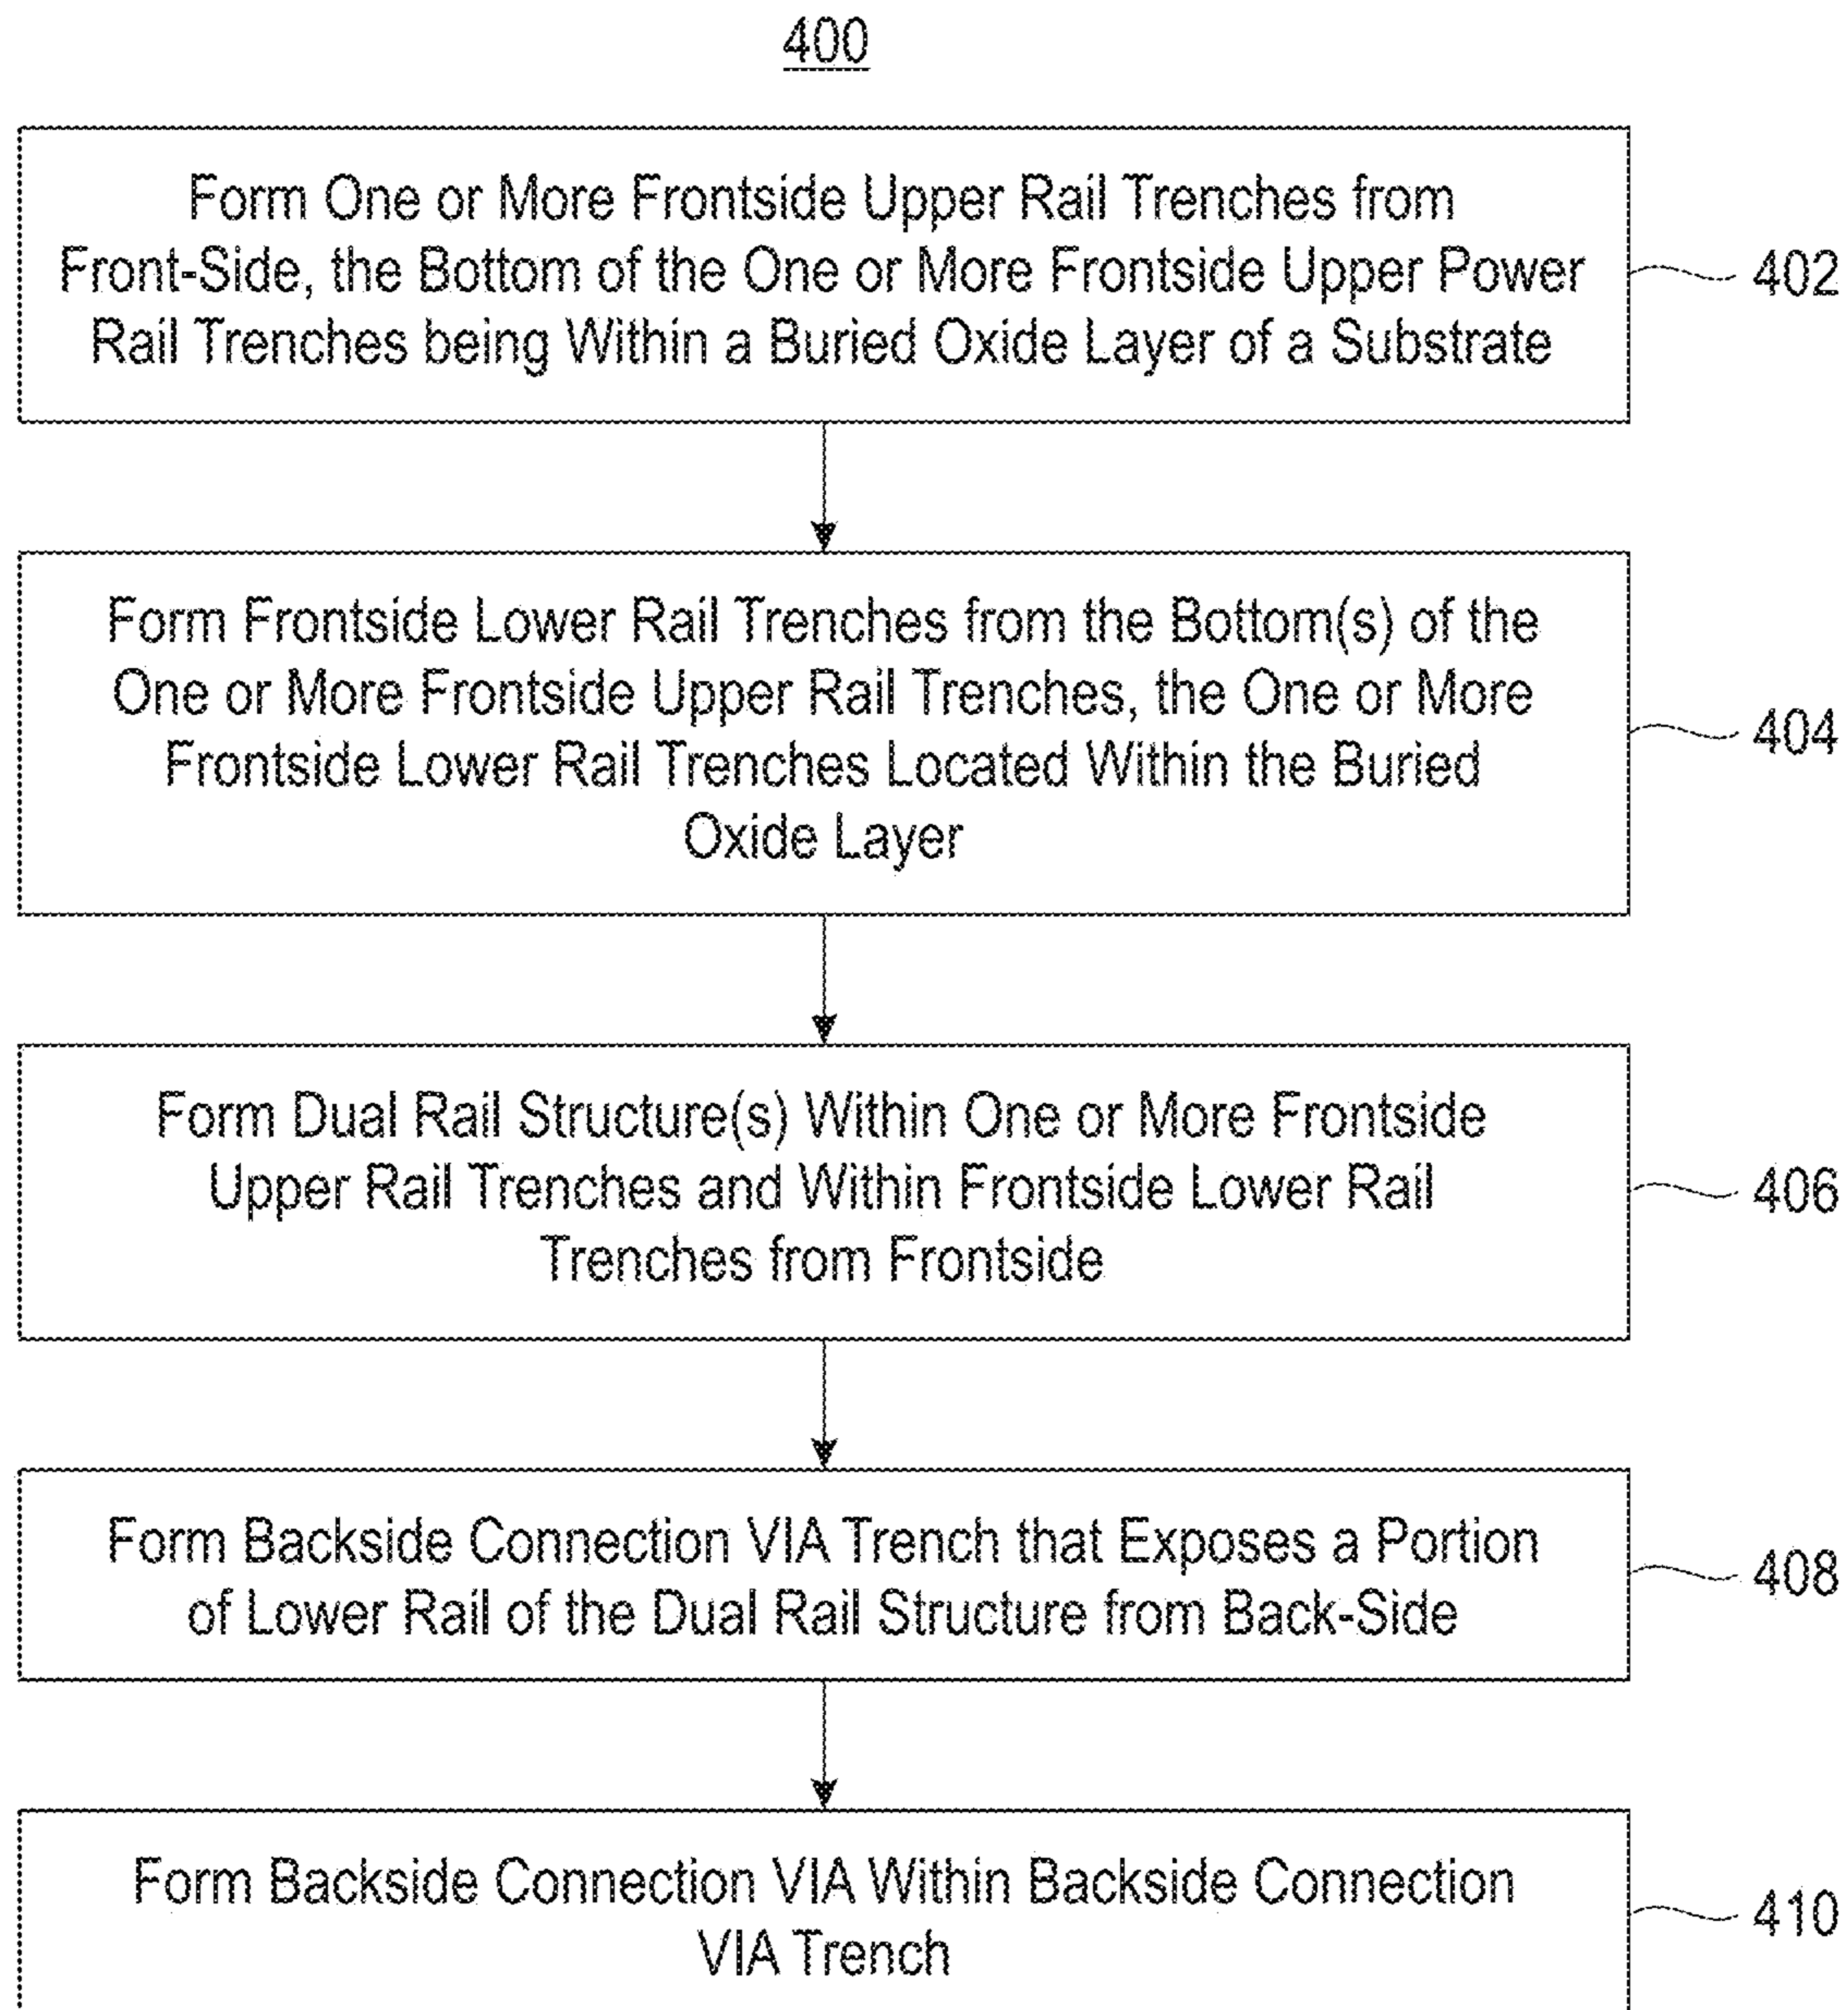 400
Form One or More Frontside Upper Rail Trenches from
Front-Side, the Bottom of the One or More Frontside Upper Power
Rail Trenches being Within a Buried Oxide Layer of a Substrate
402
Form Frontside Lower Rail Trenches from the Bottom(s) of the
One or More Frontside Upper Rail Trenches, the One or More
Frontside Lower Rail Trenches Located Within the Buried
Oxide Layer
404
Form Dual Rail Structure(s) Within One or More Frontside
Upper Rail Trenches and Within Frontside Lower Rail
Trenches from Frontside
406
Form Backside Connection VIA Trench that Exposes a Portion
of Lower Rail of the Dual Rail Structure from Back-Side
408
Form Backside Connection VIA Within Backside Connection
VIA Trench
410